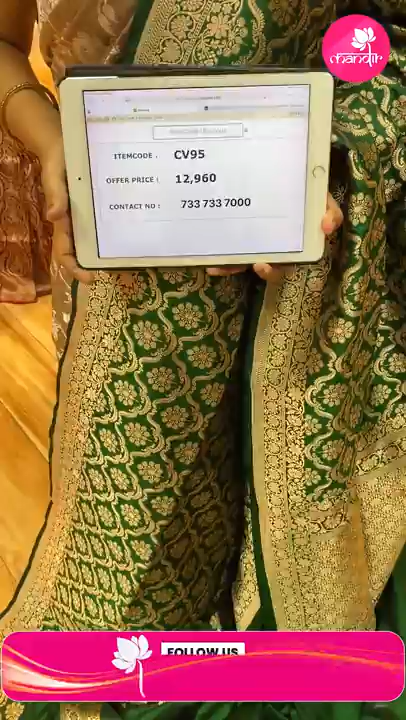 mandir
ITEMCODE : CV95
OFFER PRICE : 12,960
CONTACT NO : 733 733 7000
FOLLOW US